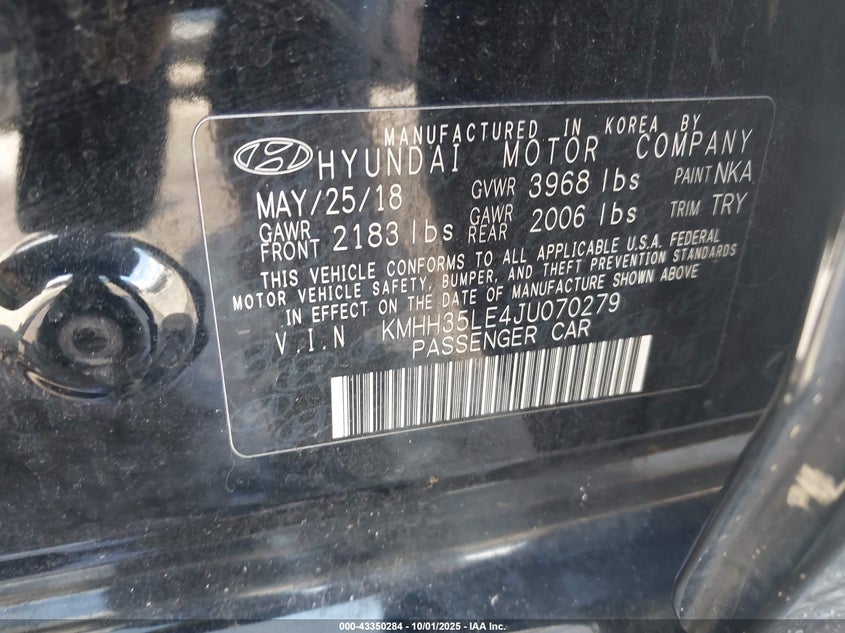 MANUFACTURED IN KOREA BY
HYUNDAI MOTOR COMPANY
MAY/25/18 GVWR 3968 lbs PAINT NKA
GAWR FRONT 2183 lbs GAWR REAR 2006 lbs TRIM TRY
THIS VEHICLE CONFORMS TO ALL APPLICABLE U.S.A. FEDERAL
MOTOR VEHICLE SAFETY, BUMPER, AND THEFT PREVENTION STANDARDS
IN EFFECT ON THE DATE OF MANUFACTURE SHOWN ABOVE
V.I.N KMHH35LE4JU070279
PASSENGER CAR
000-43350284 - 10/01/2025 - IAA Inc.